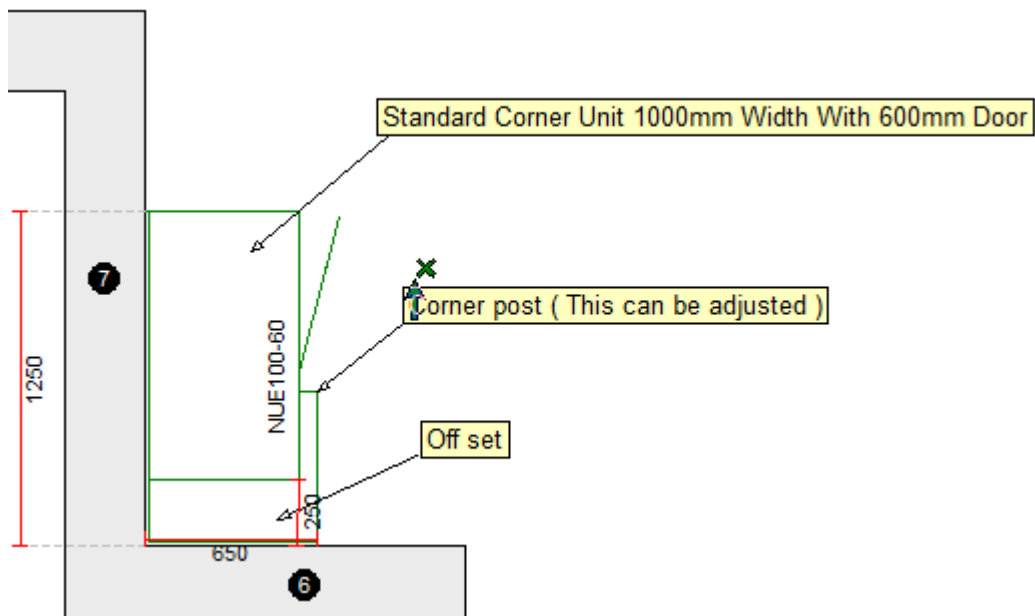 Standard Corner Unit 1000mm Width With 600mm Door
7
Corner post ( This can be adjusted )
1250
NUE100-60
Off set
250
650
6